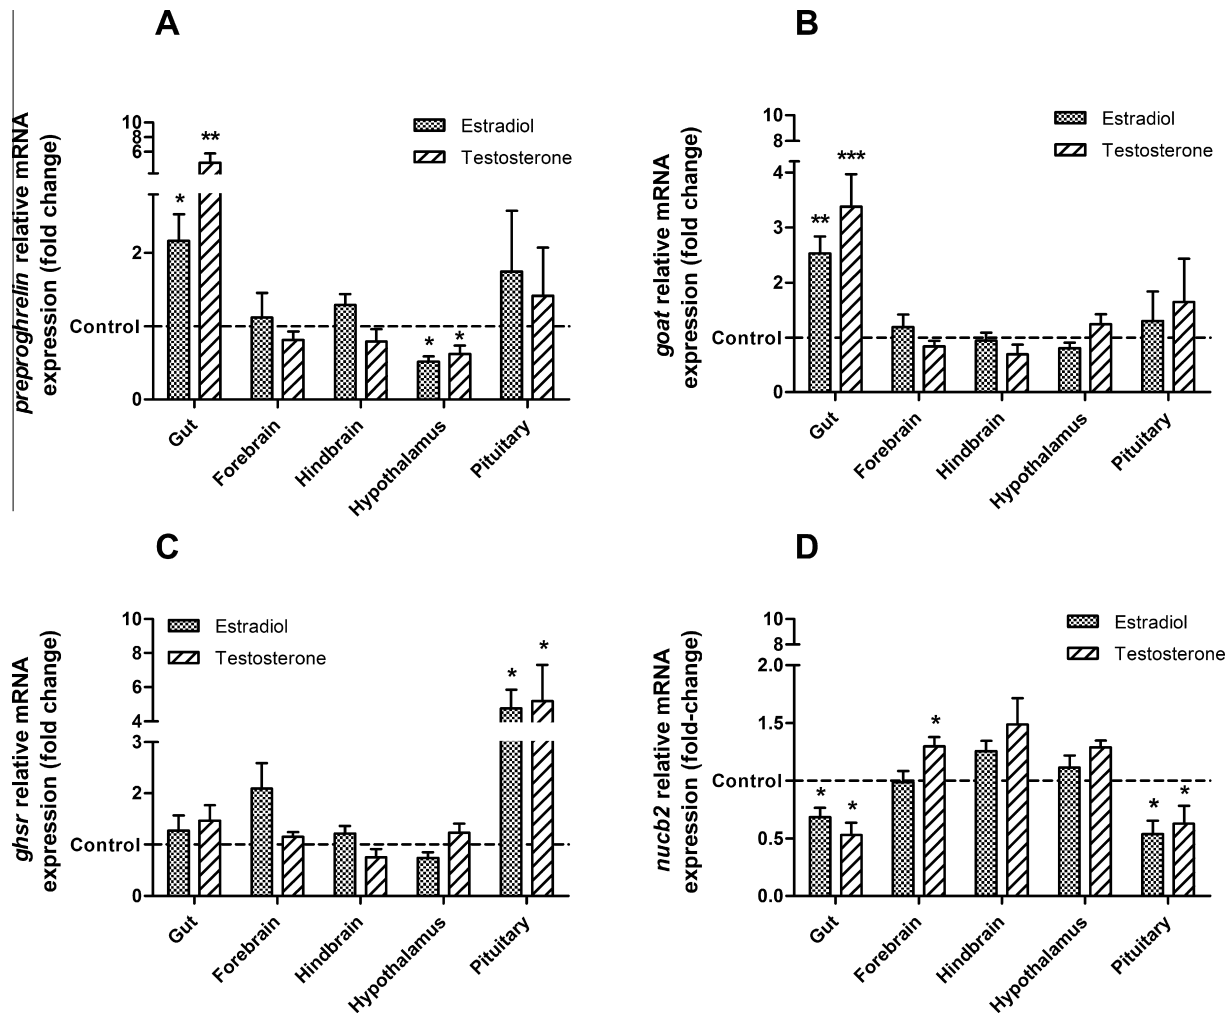 A
preproghrelin relative mRNA
expression (fold change)
10
8
6
2
Control
0
** 
*
* *
Estradiol
Testosterone
Gut
Forebrain
Hindbrain
Hypothalamus
Pituitary
B
goat relative mRNA
expression (fold change)
10
8
4
3
2
Control
0
***
**
Estradiol
Testosterone
Gut
Forebrain
Hindbrain
Hypothalamus
Pituitary
C
ghsr relative mRNA
expression (fold change)
10
8
6
4
3
2
Control
0
Estradiol
Testosterone
* *
Gut
Forebrain
Hindbrain
Hypothalamus
Pituitary
D
nucb2 relative mRNA
expression (fold-change)
10
8
2.0
1.5
Control
0.5
0.0
Estradiol
Testosterone
*
* *
* *
Gut
Forebrain
Hindbrain
Hypothalamus
Pituitary